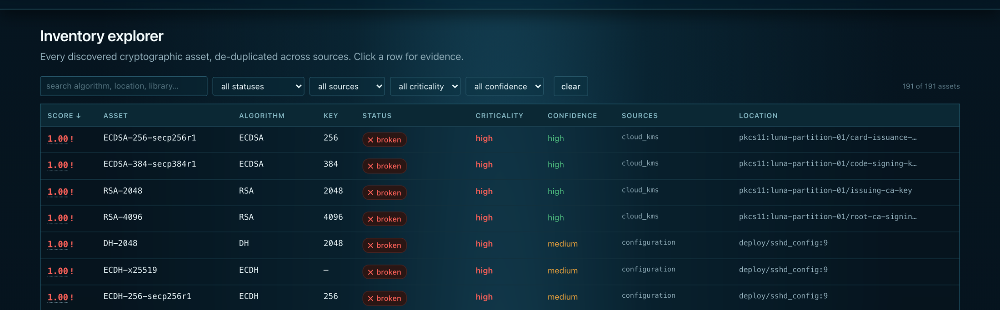 Inventory explorer
Every discovered cryptographic asset, de-duplicated across sources. Click a row for evidence.
search algorithm, location, library... all statuses all sources all criticality all confidence clear 191 of 191 assets
SCORE ↓ ASSET ALGORITHM KEY STATUS CRITICALITY CONFIDENCE SOURCES LOCATION
1.00 ! ECDSA-256-secp256r1 ECDSA 256 ✕ broken high high cloud_kms pkcs11:luna-partition-01/card-issuance-…
1.00 ! ECDSA-384-secp384r1 ECDSA 384 ✕ broken high high cloud_kms pkcs11:luna-partition-01/code-signing-k…
1.00 ! RSA-2048 RSA 2048 ✕ broken high high cloud_kms pkcs11:luna-partition-01/issuing-ca-key
1.00 ! RSA-4096 RSA 4096 ✕ broken high high cloud_kms pkcs11:luna-partition-01/root-ca-signin…
1.00 ! DH-2048 DH 2048 ✕ broken high medium configuration deploy/sshd_config:9
1.00 ! ECDH-x25519 ECDH — ✕ broken high medium configuration deploy/sshd_config:9
1.00 ! ECDH-256-secp256r1 ECDH 256 ✕ broken high medium configuration deploy/sshd_config:9